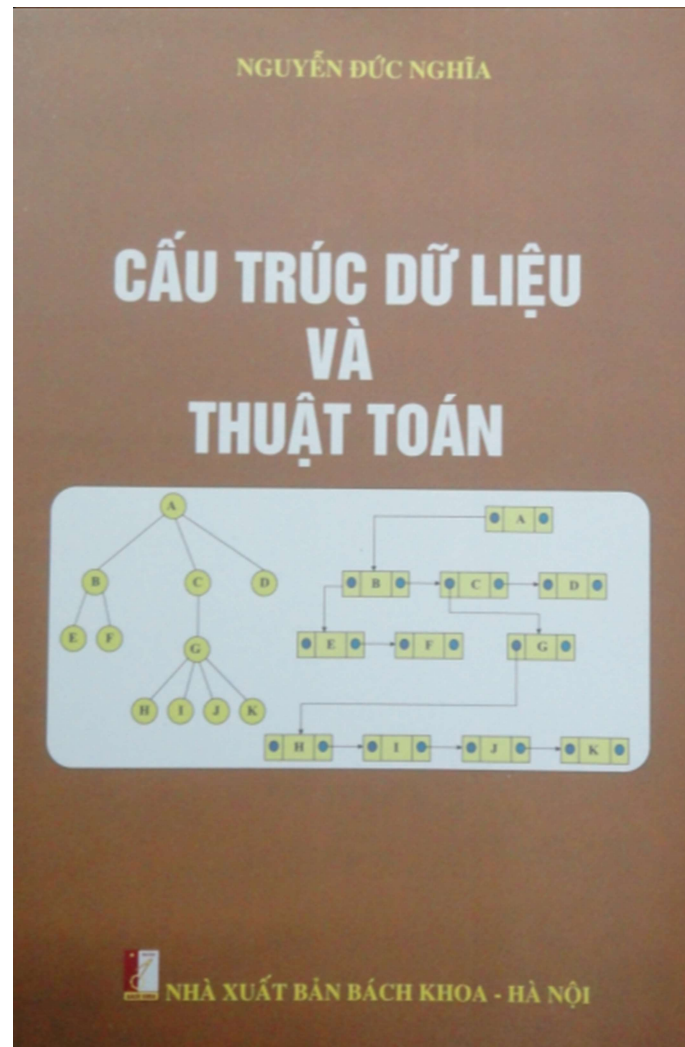 NGUYỄN ĐỨC NGHĨA
CẤU TRÚC DỮ LIỆU
VÀ
THUẬT TOÁN
A
B C D
E F
G
H I J K
A
B C D
E F G
H I J K
NHÀ XUẤT BẢN BÁCH KHOA - HÀ NỘI